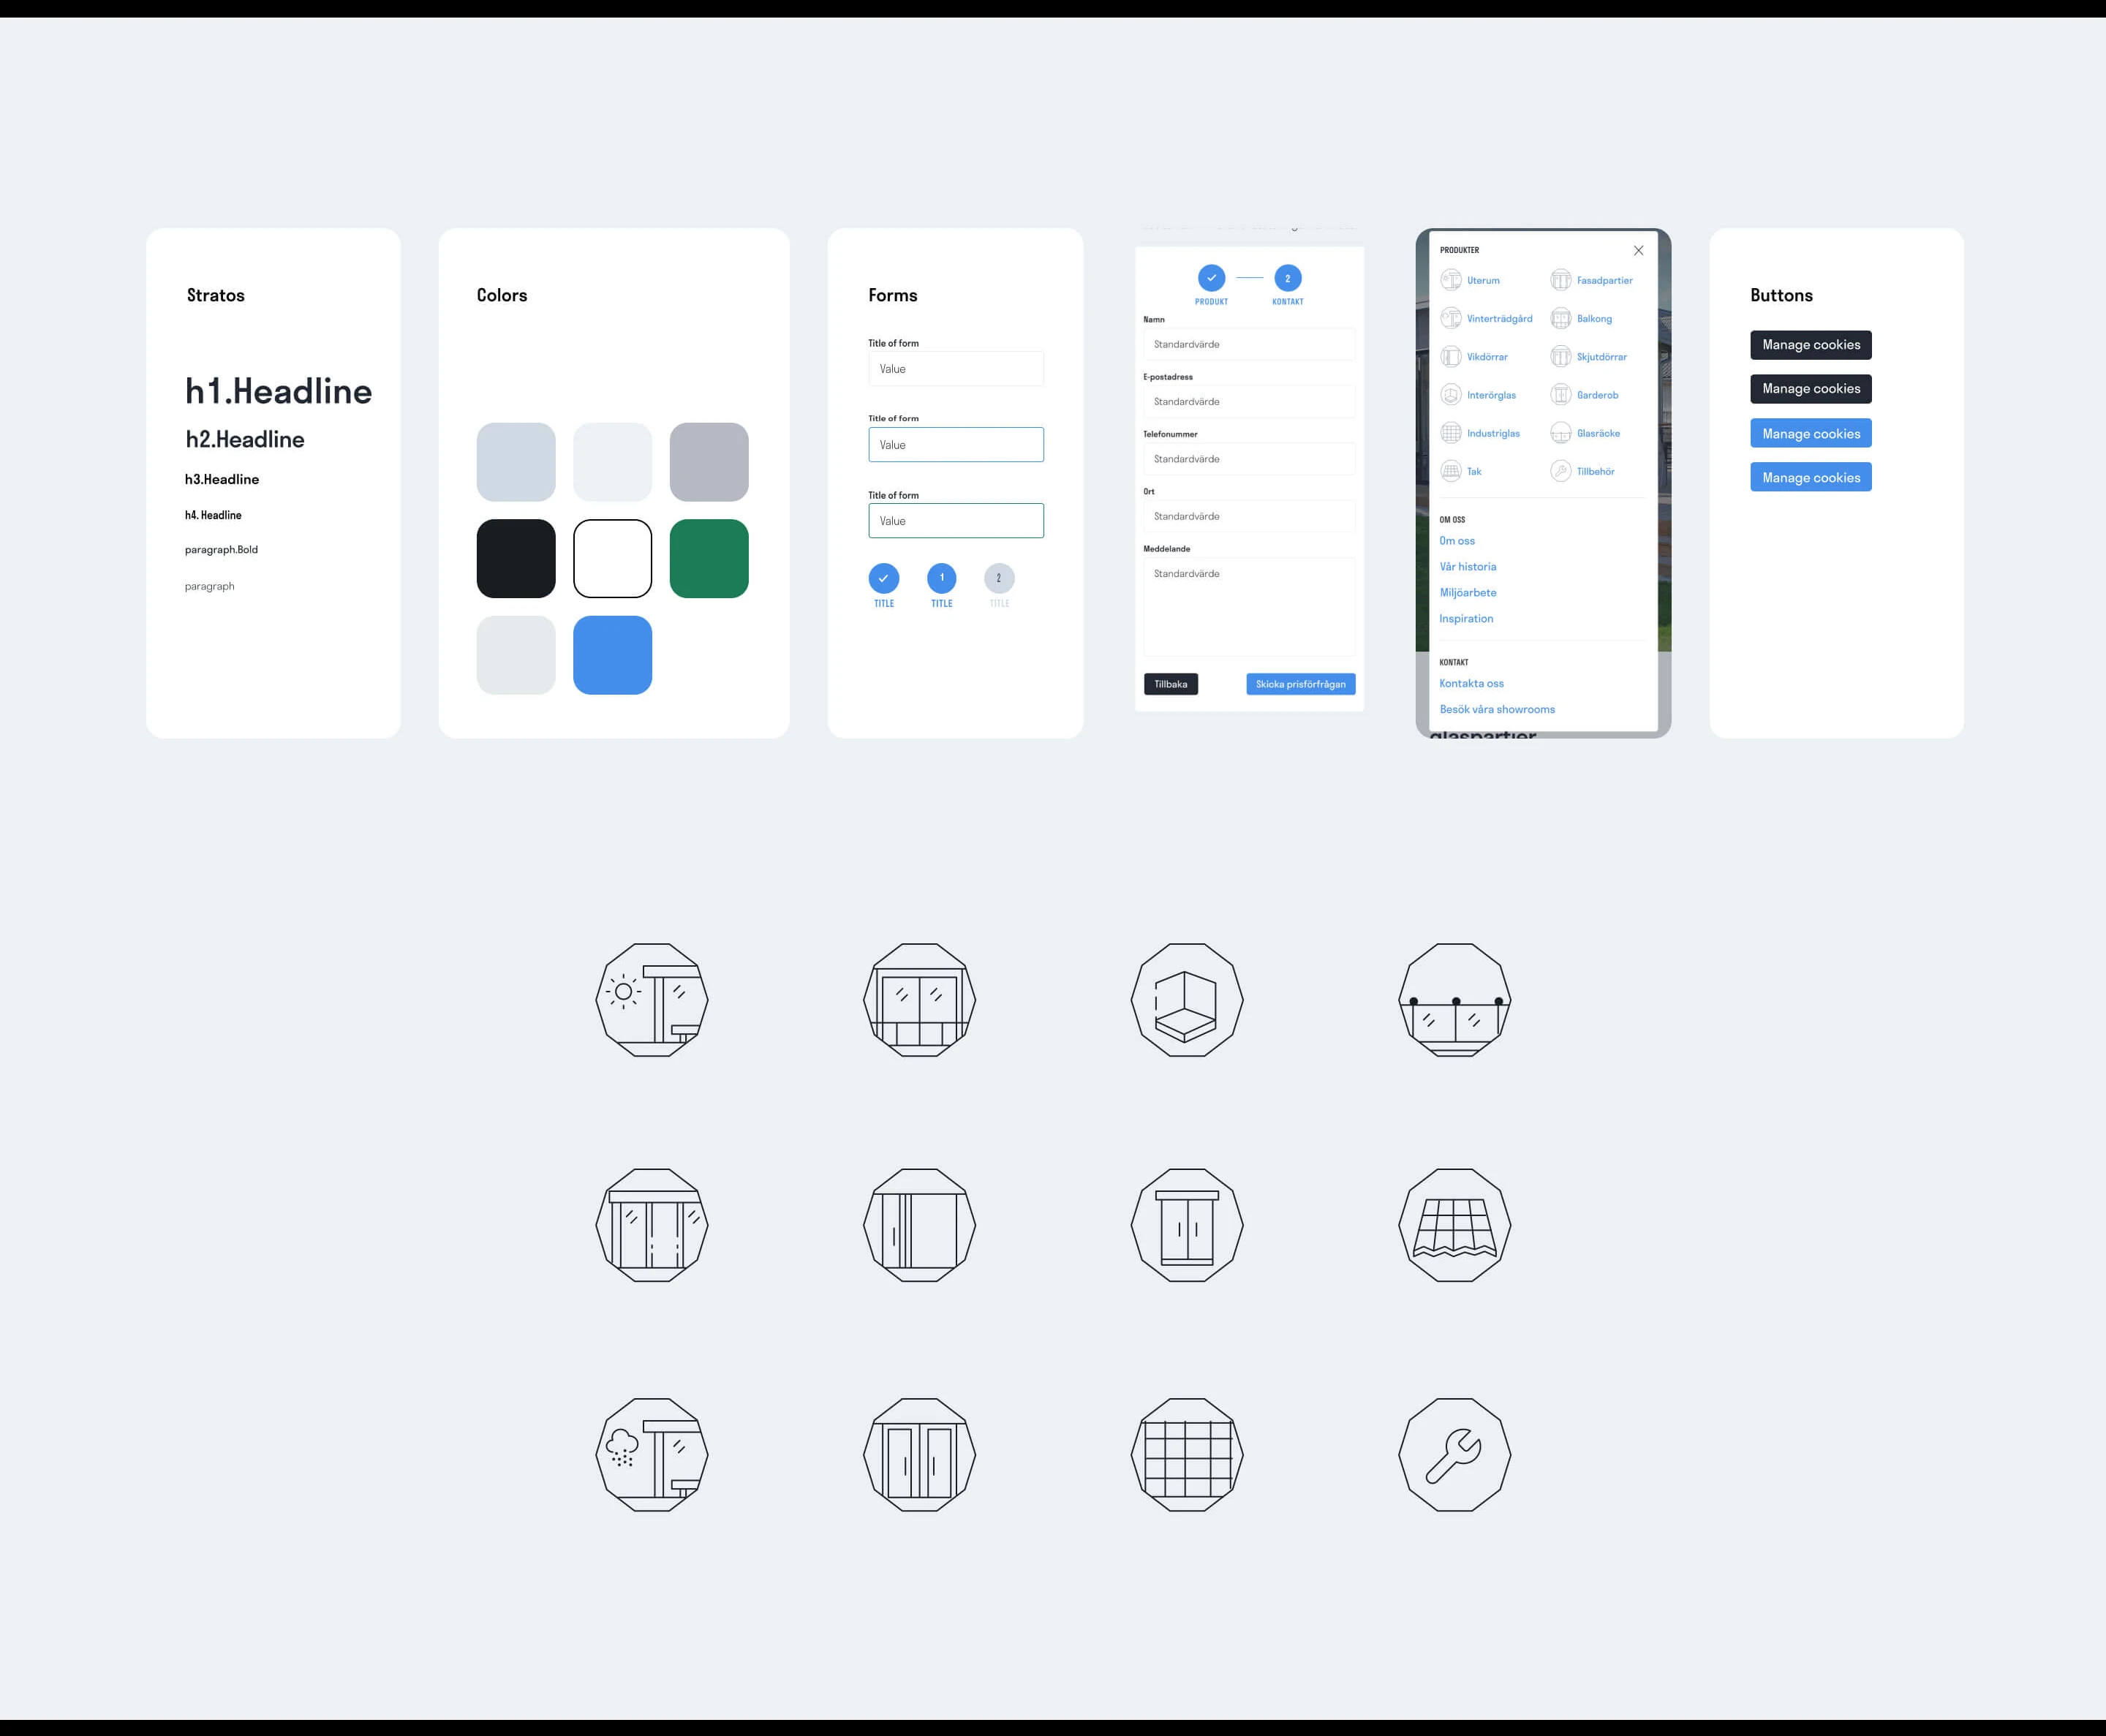 Stratos
h1.Headline
h2.Headline
h3.Headline
h4. Headline
paragraph.Bold
paragraph
Colors
Forms
Title of form
Value
Title of form
Value
Title of form
Value
1
2
TITLE
TITLE
TITLE
2
PRODUKT
KONTAKT
Namn
Standardvärde
E-postadress
Standardvärde
Telefonummer
Standardvärde
Ort
Standardvärde
Meddelande
Standardvärde
Tillbaka
Skicka prisförfrågan
PRODUKTER
Uterum
Fasadpartier
Vinterträdgård
Balkong
Vikdörrar
Skjutdörrar
Interörglas
Garderob
Industriglas
Glasräcke
Tak
Tillbehör
OM OSS
Om oss
Vår historia
Miljöarbete
Inspiration
KONTAKT
Kontakta oss
Besök våra showrooms
glaspartier
Buttons
Manage cookies
Manage cookies
Manage cookies
Manage cookies